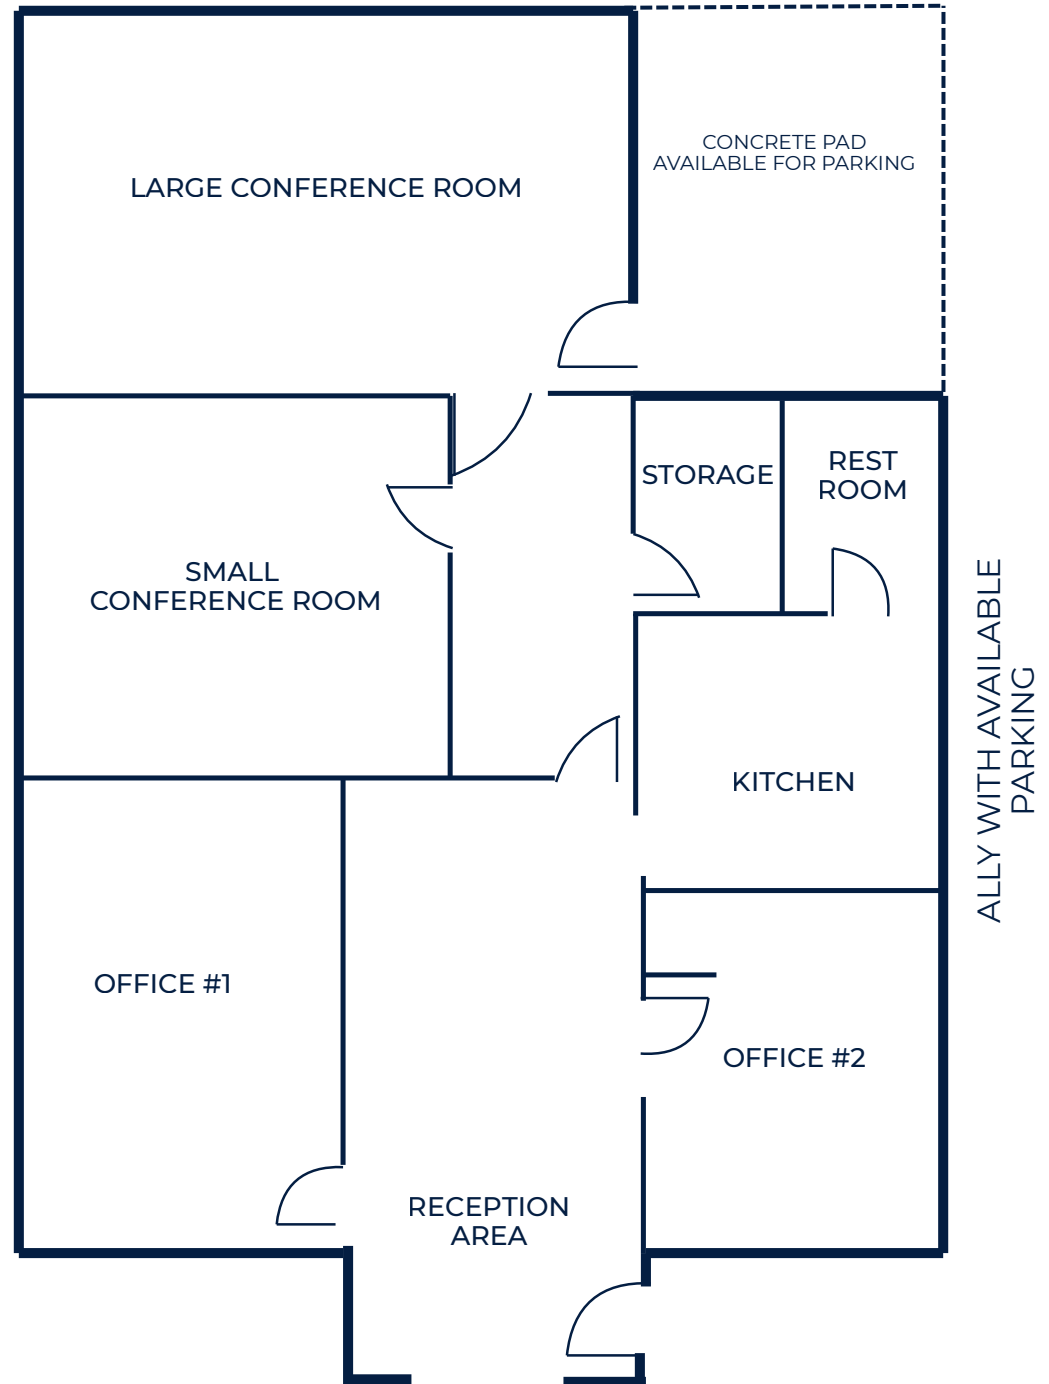 CONCRETE PAD
AVAILABLE FOR PARKING
LARGE CONFERENCE ROOM
STORAGE
REST
ROOM
SMALL
CONFERENCE ROOM
ALLY WITH AVAILABLE
PARKING
KITCHEN
OFFICE #1
OFFICE #2
RECEPTION
AREA